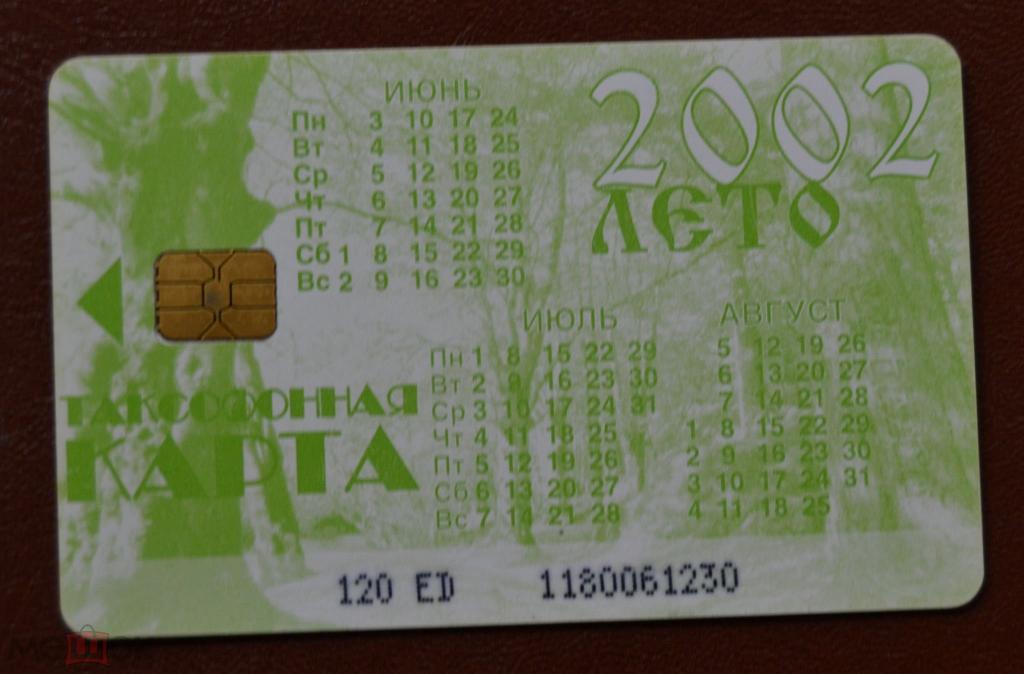 2002
ЛЕТО
ИЮНЬ
Пн 3 10 17 24
Вт 4 11 18 25
Ср 5 12 19 26
Чт 6 13 20 27
Пт 7 14 21 28
Сб 1 8 15 22 29
Вс 2 9 16 23 30
ИЮЛЬ
Пн 1 8 15 22 29
Вт 2 9 16 23 30
Ср 3 10 17 24 31
Чт 4 11 18 25
Пт 5 12 19 26
Сб 6 13 20 27
Вс 7 14 21 28
АВГУСТ
5 12 19 26
6 13 20 27
7 14 21 28
1 8 15 22 29
2 9 16 23 30
3 10 17 24 31
4 11 18 25
ТАКСОФОННАЯ
КАРТА
120 ED 1180061230